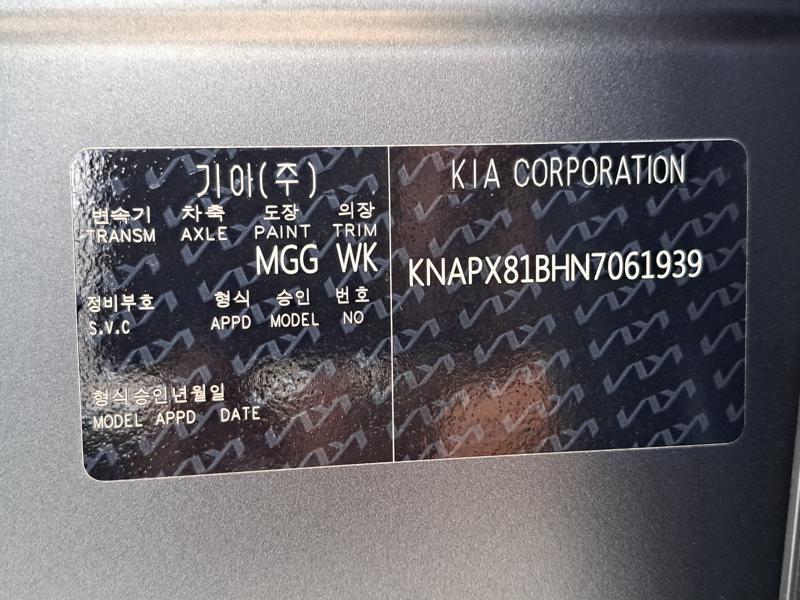 기아(주)
변속기 차축 도장 의장
TRANSM AXLE PAINT TRIM
MGG WK
정비부호 형식 승인 번호
S.V.C APPD MODEL NO
형식승인년월일
MODEL APPD DATE
KIA CORPORATION
KNAPX81BHN7061939